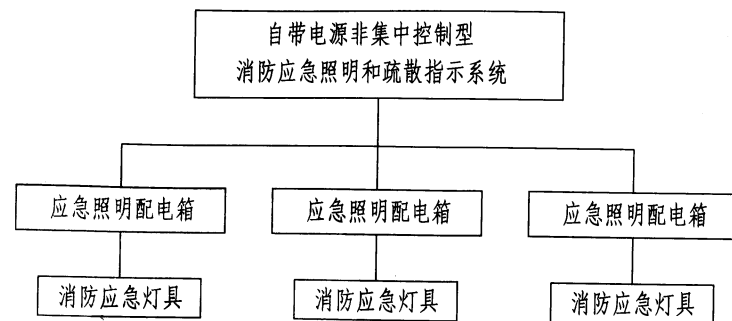 自带电源非集中控制型
消防应急照明和疏散指示系统
应急照明配电箱
应急照明配电箱
应急照明配电箱
消防应急灯具
消防应急灯具
消防应急灯具